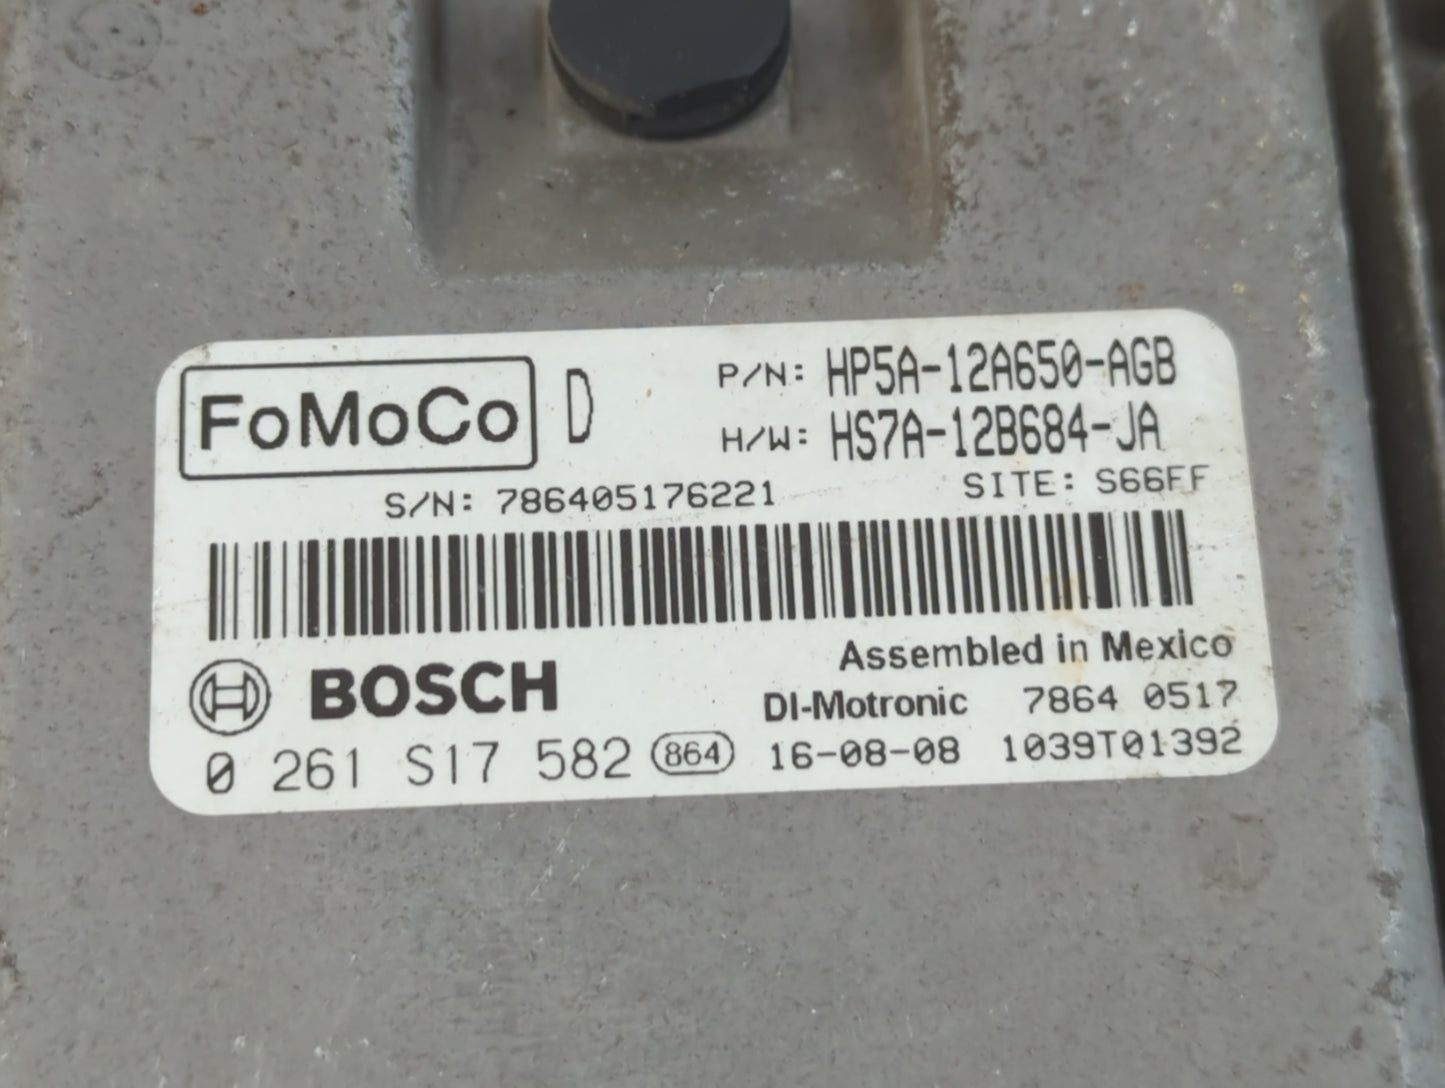 FoMoCo D P/N: HP5A-12A650-AGB
H/W: HS7A-12B684-JA
S/N: 786405176221 SITE: S66FF
Assembled in Mexico
BOSCH DI-Motronic 7864 0517
0 261 S17 582 864 16-08-08 1039T01392